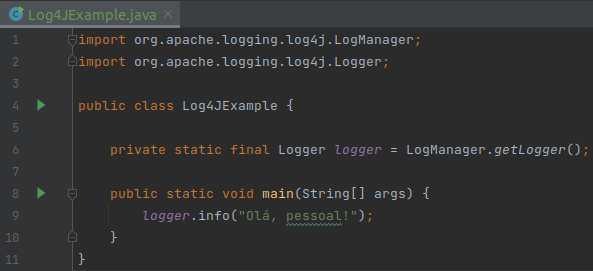 Log4JExample.java
1 import org.apache.logging.log4j.LogManager;
2 import org.apache.logging.log4j.Logger;
3
4 public class Log4JExample {
5
6 private static final Logger logger = LogManager.getLogger();
7
8 public static void main(String[] args) {
9 logger.info("Olá, pessoal!");
10 }
11 }